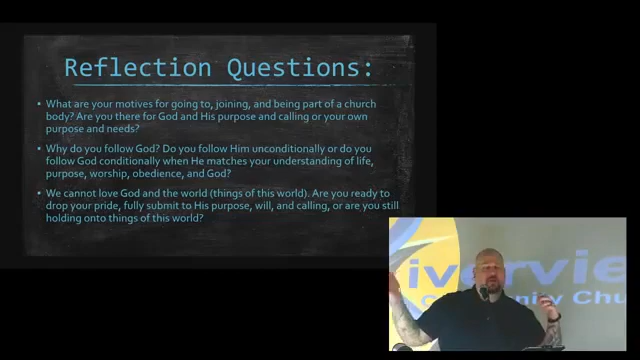 Reflection Questions:
▪ What are your motives for going to, joining, and being part of a church
body? Are you there for God and His purpose and calling or your own
purpose and needs?
▪ Why do you follow God? Do you follow Him unconditionally or do you
follow God conditionally when He matches your understanding of life,
purpose, worship, obedience, and God?
▪ We cannot love God and the world (things of this world). Are you ready to
drop your pride, fully submit to His purpose, will, and calling, or are you still
holding onto things of this world?